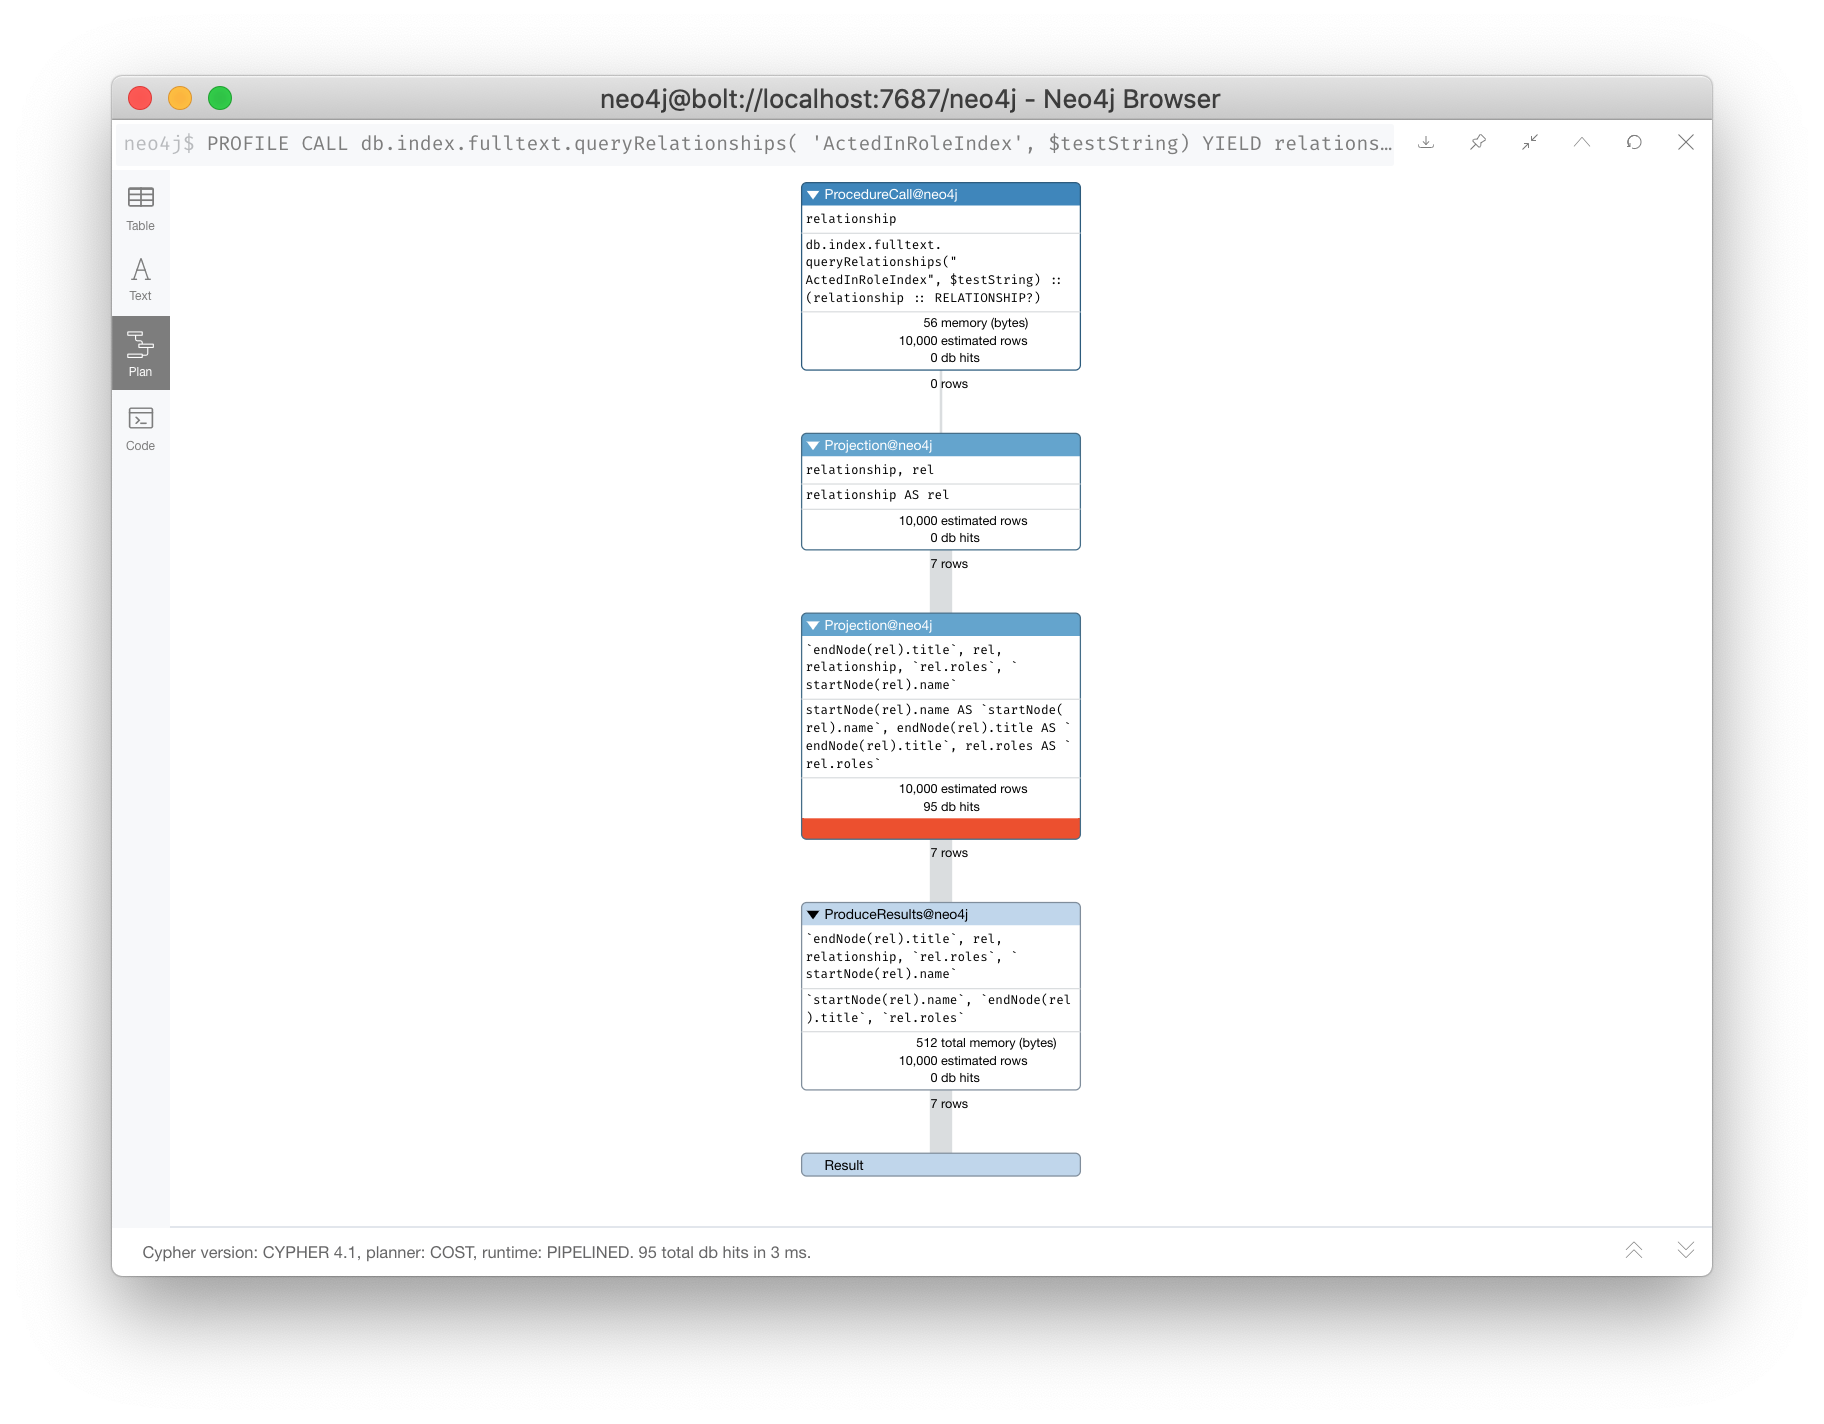 neo4j@bolt://localhost:7687/neo4j - Neo4j Browser
neo4j$ PROFILE CALL db.index.fulltext.queryRelationships( 'ActedInRoleIndex', $testString) YIELD relations…
Table
Text
Plan
Code
ProcedureCall@neo4j
relationship
db.index.fulltext.
queryRelationships("
ActedInRoleIndex", $testString) ::
(relationship :: RELATIONSHIP?)
56 memory (bytes)
10,000 estimated rows
0 db hits
0 rows
Projection@neo4j
relationship, rel
relationship AS rel
10,000 estimated rows
0 db hits
7 rows
Projection@neo4j
`endNode(rel).title`, rel,
relationship, `rel.roles`, `
startNode(rel).name`
startNode(rel).name AS `startNode(
rel).name`, endNode(rel).title AS `
endNode(rel).title`, rel.roles AS `
rel.roles`
10,000 estimated rows
95 db hits
7 rows
ProduceResults@neo4j
`endNode(rel).title`, rel,
relationship, `rel.roles`, `
startNode(rel).name`
`startNode(rel).name`, `endNode(rel
).title`, `rel.roles`
512 total memory (bytes)
10,000 estimated rows
0 db hits
7 rows
Result
Cypher version: CYPHER 4.1, planner: COST, runtime: PIPELINED. 95 total db hits in 3 ms.